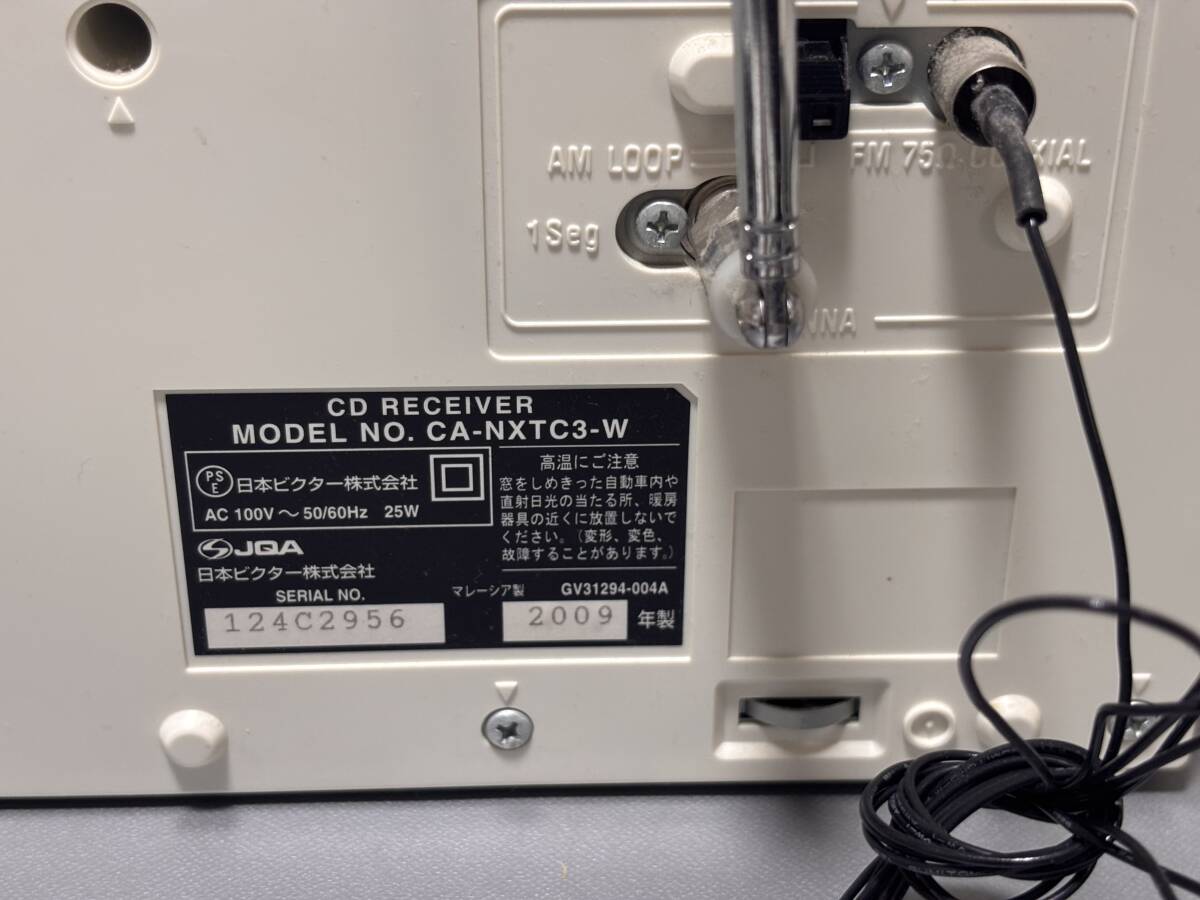 AM LOOP
FM 75Ω
1Seg
CD RECEIVER
MODEL NO. CA-NXTC3-W
PS
E
日本ビクター株式会社
AC 100V～50/60Hz 25W
JQA
日本ビクター株式会社
SERIAL NO.
124C2956
高温にご注意
窓をしめきった自動車内や
直射日光の当たる所、暖房
器具の近くに放置しないで
ください。（変形、変色、
故障することがあります。）
マレーシア製 GV31294-004A
2009 年製